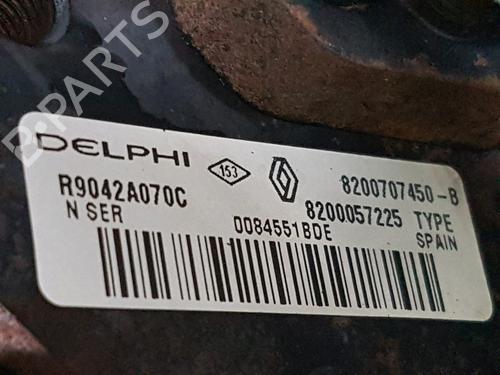 B-PARTS
DELPHI 153 8200707450-B
R9042A070C 8200057225 TYPE
N SER 0084551BDE SPAIN